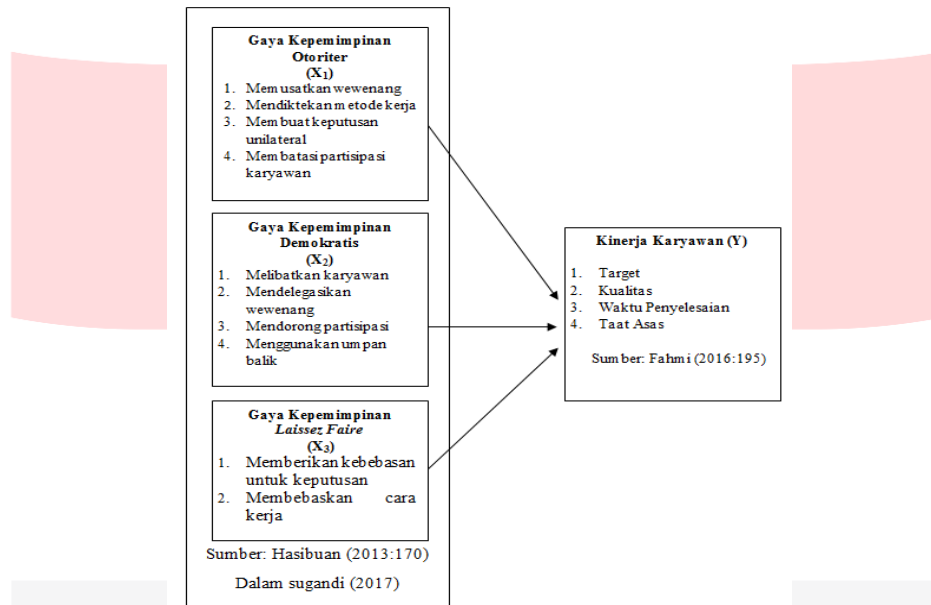 Gaya Kepemimpinan
Otoriter
(X1)
1. Memusatkan wewenang
2. Mendiktekan metode kerja
3. Membuat keputusan
unilateral
4. Membatasi partisipasi
karyawan
Gaya Kepemimpinan
Demokratis
(X2)
1. Melibatkan karyawan
2. Mendelegasikan
wewenang
3. Mendorong partisipasi
4. Menggunakan umpan
balik
Gaya Kepemimpinan
Laissez Faire
(X3)
1. Memberikan kebebasan
untuk keputusan
2. Membebaskan cara
kerja
Sumber: Hasibuan (2013:170)
Dalam sugandi (2017)
Kinerja Karyawan (Y)
1. Target
2. Kualitas
3. Waktu Penyelesaian
4. Taat Asas
Sumber: Fahmi (2016:195)